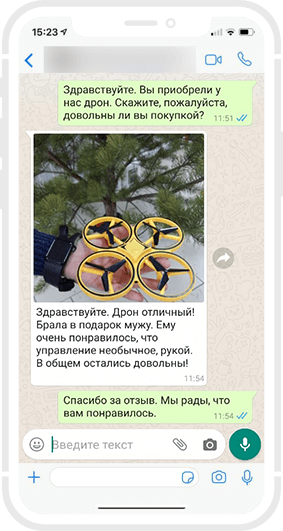 15:23
Здравствуйте. Вы приобрели у
нас дрон. Скажите, пожалуйста,
довольны ли вы покупкой?
11:51
Здравствуйте. Дрон отличный!
Брала в подарок мужу. Ему
очень понравилось, что
управление необычное, рукой.
В общем остались довольны!
11:54
Спасибо за отзыв. Мы рады, что
вам понравилось.
11:54
Введите текст